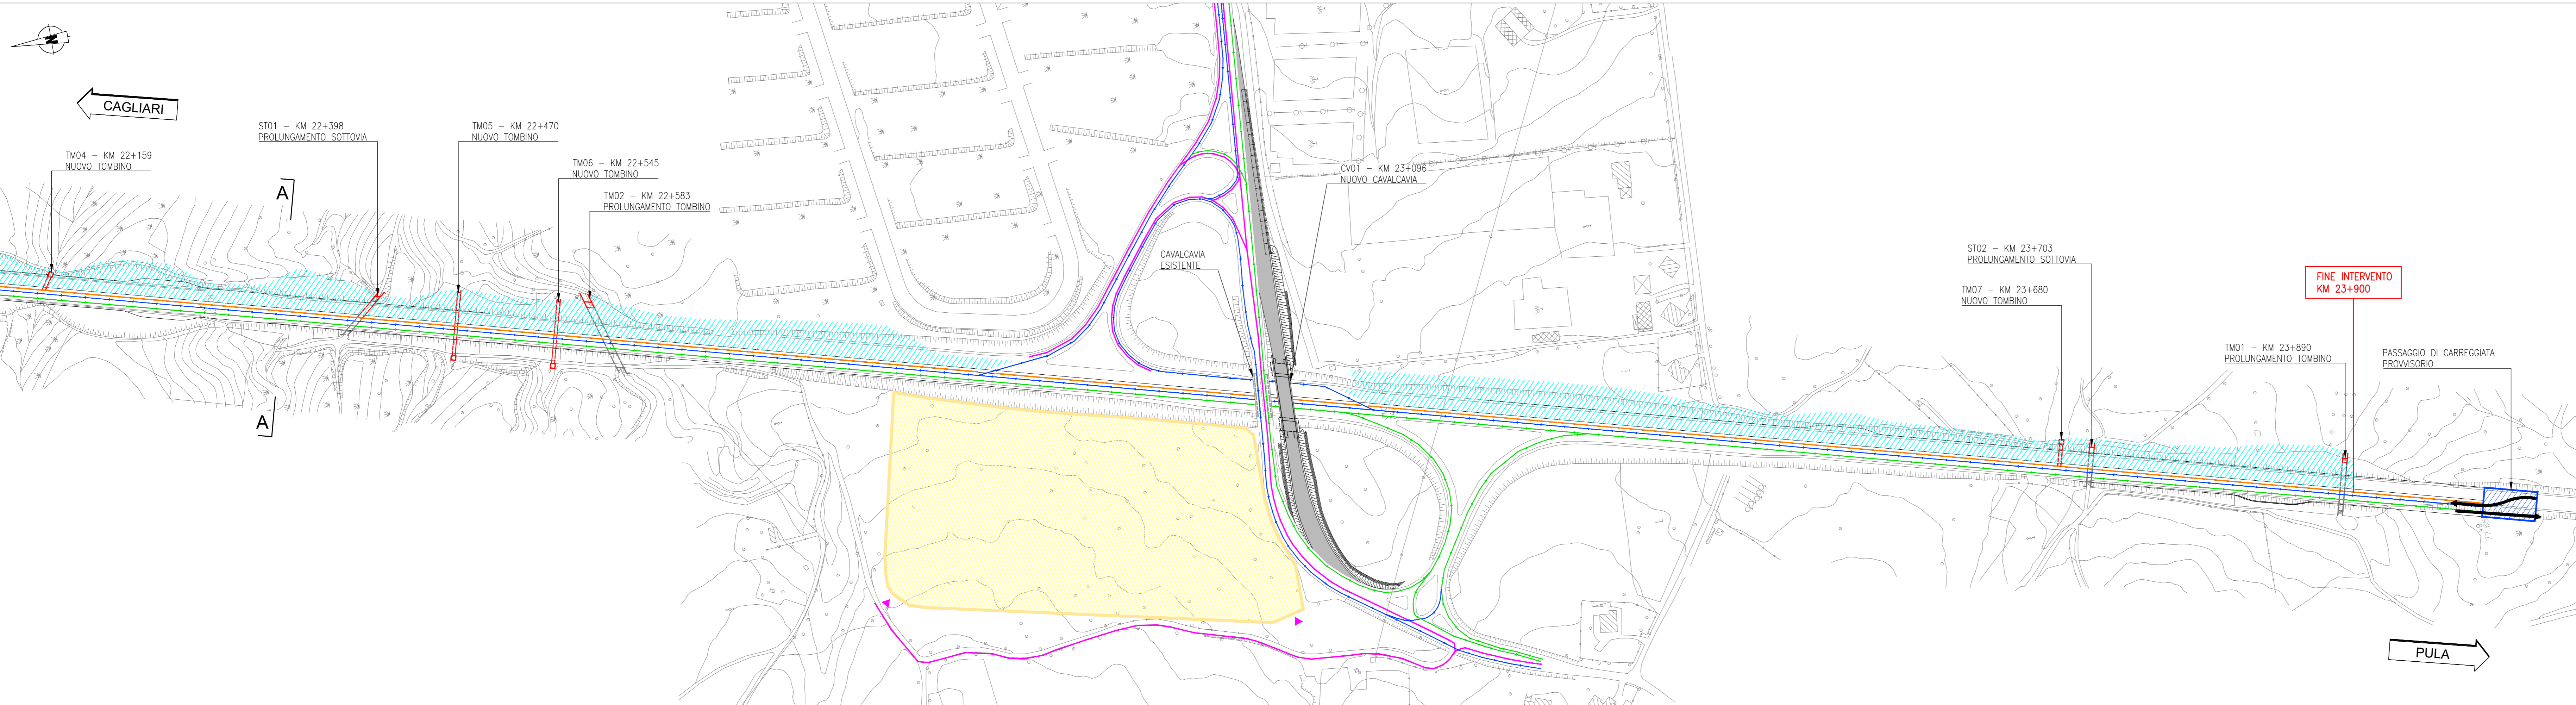 N
CAGLIARI
TM04 – KM 22+159
NUOVO TOMBINO
ST01 – KM 22+398
PROLUNGAMENTO SOTTOVIA
A
A
TM05 – KM 22+470
NUOVO TOMBINO
TM06 – KM 22+545
NUOVO TOMBINO
TM02 – KM 22+583
PROLUNGAMENTO TOMBINO
CAVALCAVIA
ESISTENTE
CV01 – KM 23+096
NUOVO CAVALCAVIA
ST02 – KM 23+703
PROLUNGAMENTO SOTTOVIA
TM07 – KM 23+680
NUOVO TOMBINO
FINE INTERVENTO
KM 23+900
TM01 – KM 23+890
PROLUNGAMENTO TOMBINO
PASSAGGIO DI CARREGGIATA
PROVVISORIO
PULA